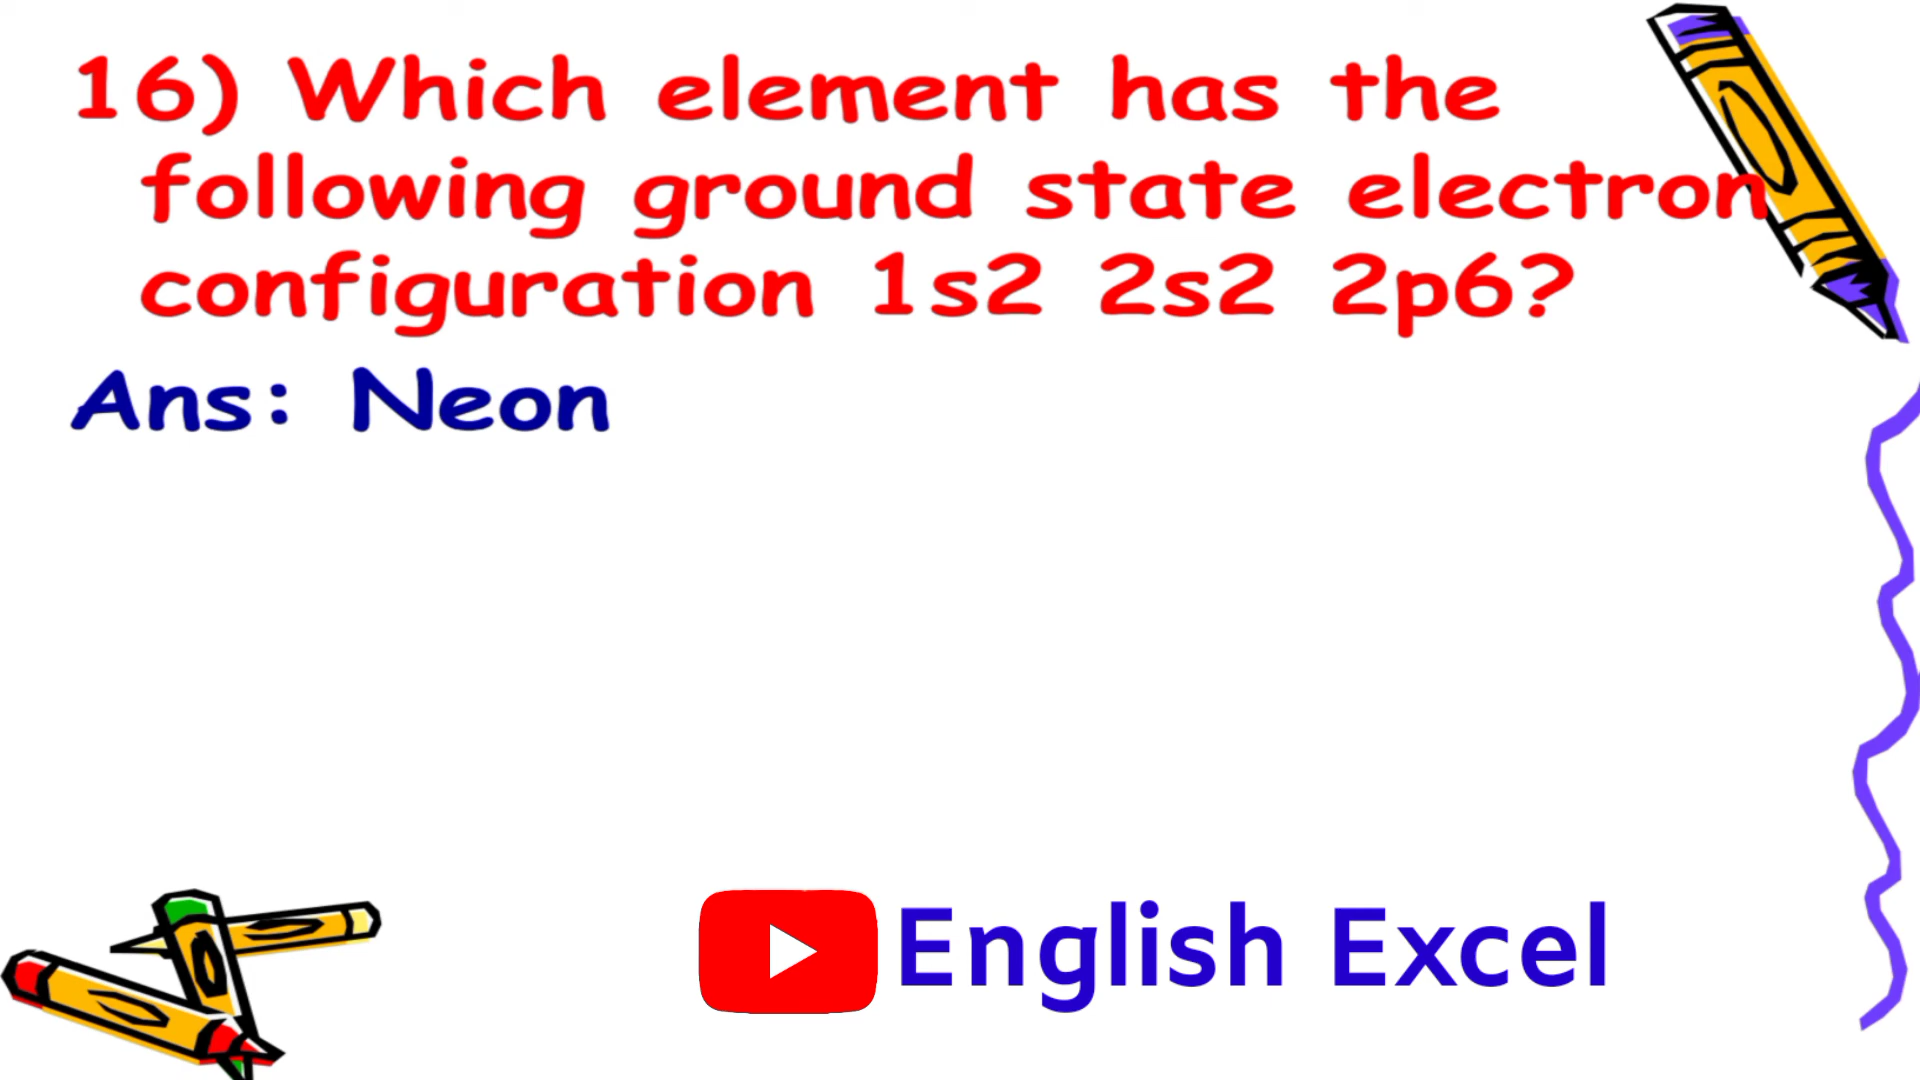 16) Which element has the
following ground state electron
configuration 1s2 2s2 2p6?
Ans: Neon
English Excel